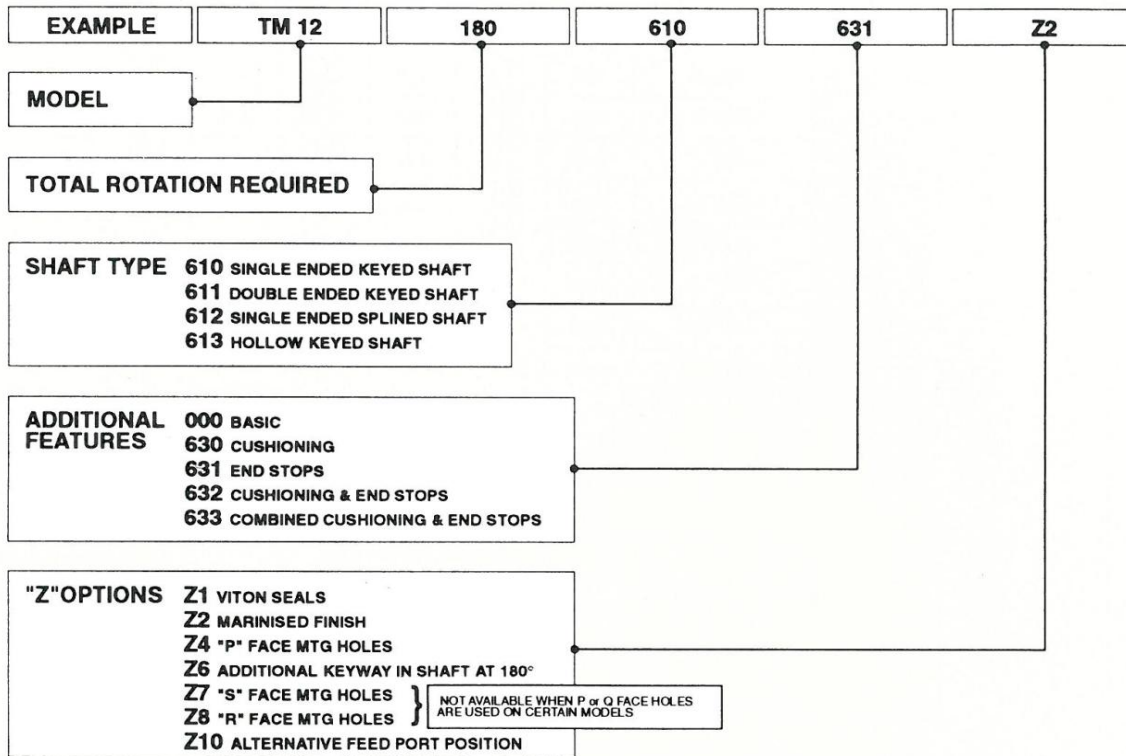 EXAMPLE TM 12 180 610 631 Z2
MODEL
TOTAL ROTATION REQUIRED
SHAFT TYPE 610 SINGLE ENDED KEYED SHAFT
611 DOUBLE ENDED KEYED SHAFT
612 SINGLE ENDED SPLINED SHAFT
613 HOLLOW KEYED SHAFT
ADDITIONAL FEATURES 000 BASIC
630 CUSHIONING
631 END STOPS
632 CUSHIONING & END STOPS
633 COMBINED CUSHIONING & END STOPS
"Z"OPTIONS Z1 VITON SEALS
Z2 MARINISED FINISH
Z4 "P" FACE MTG HOLES
Z6 ADDITIONAL KEYWAY IN SHAFT AT 180°
Z7 "S" FACE MTG HOLES
Z8 "R" FACE MTG HOLES
NOT AVAILABLE WHEN P or Q FACE HOLES
ARE USED ON CERTAIN MODELS
Z10 ALTERNATIVE FEED PORT POSITION